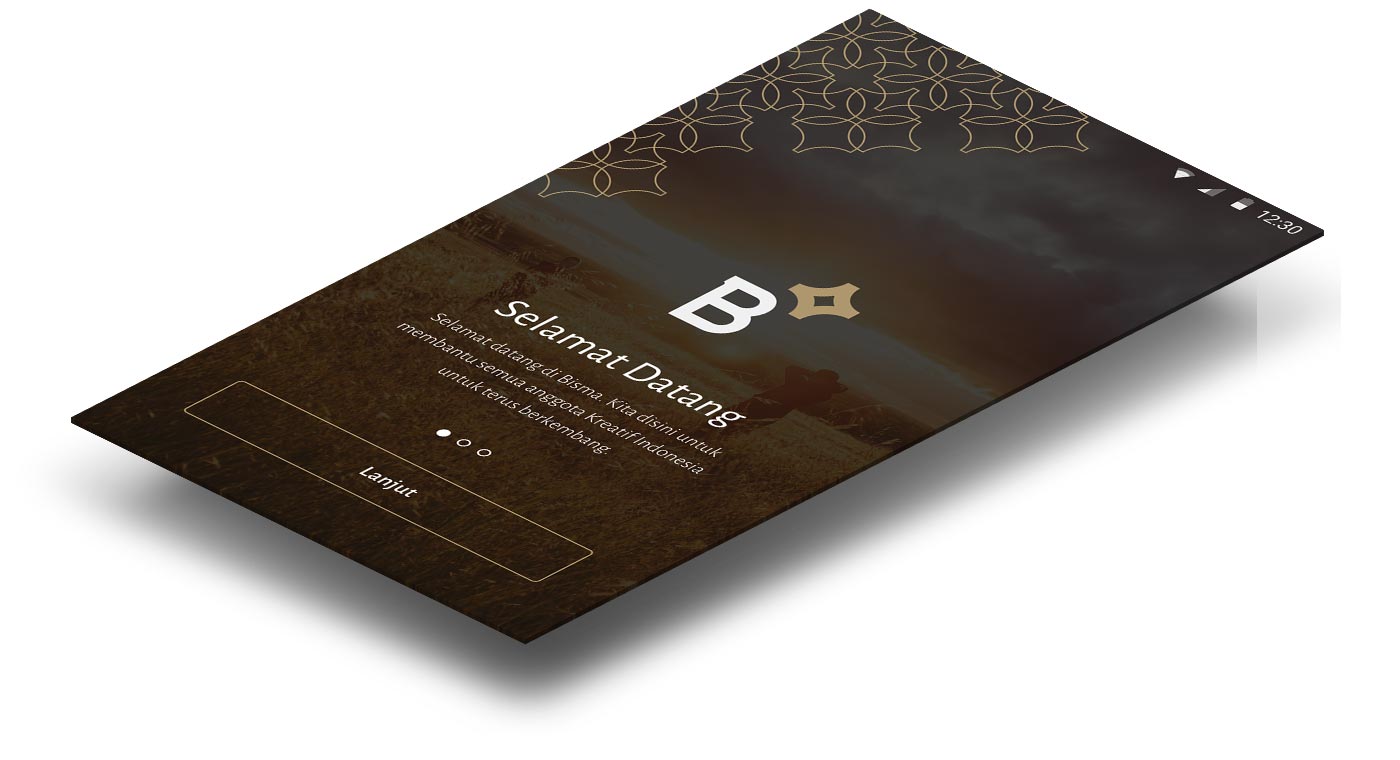 12:30
B
Selamat Datang
Selamat datang di Bisma. Kita disini untuk
membantu semua anggota Kreatif Indonesia
untuk terus berkembang.
Lanjut